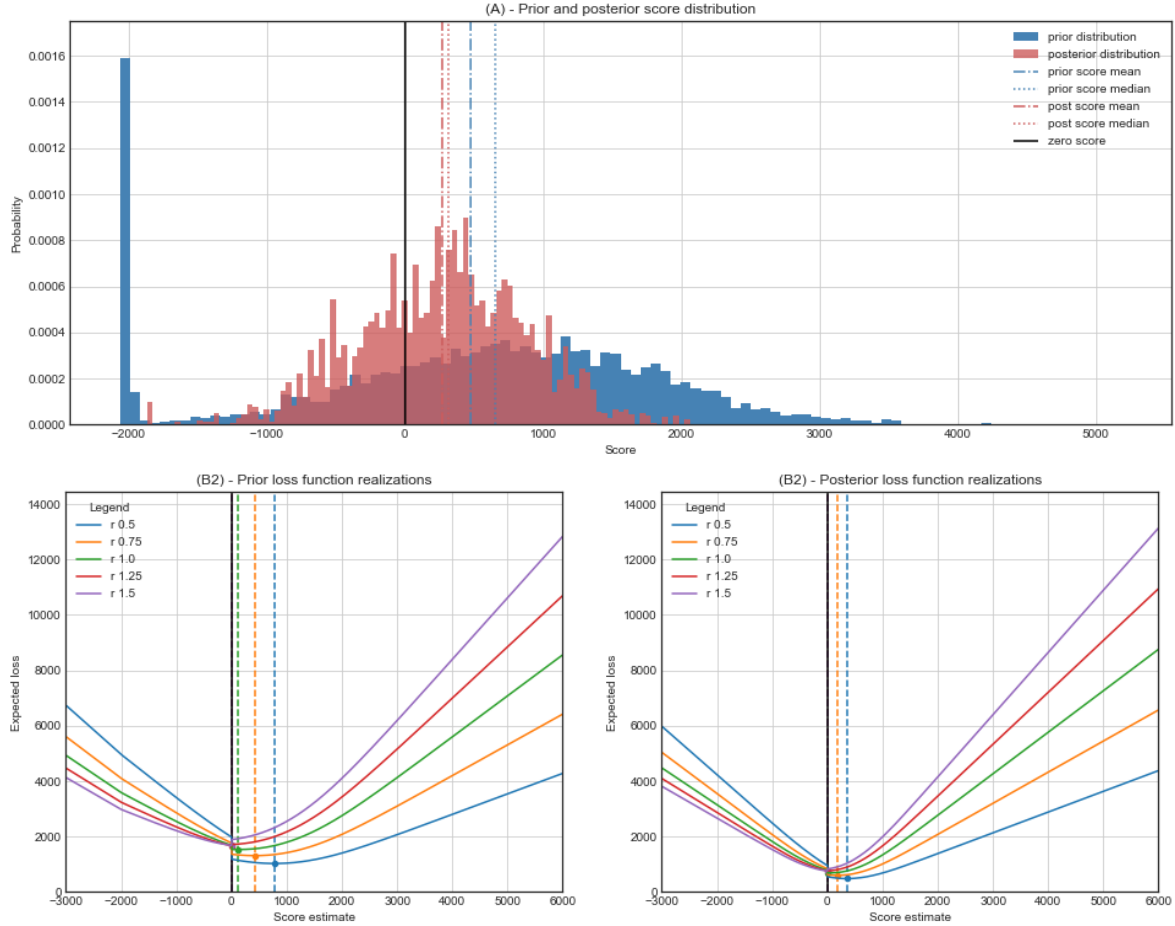 (A) - Prior and posterior score distribution
0.0016
0.0014
0.0012
0.0010
0.0008
0.0006
0.0004
0.0002
0.0000
Probability
prior distribution
posterior distribution
prior score mean
prior score median
post score mean
post score median
zero score
−2000 −1000 0 1000 2000 3000 4000 5000
Score
(B2) - Prior loss function realizations
14000
12000
10000
8000
6000
4000
2000
0
Expected loss
Legend
r 0.5
r 0.75
r 1.0
r 1.25
r 1.5
−3000 −2000 −1000 0 1000 2000 3000 4000 5000 6000
Score estimate
(B2) - Posterior loss function realizations
14000
12000
10000
8000
6000
4000
2000
0
Expected loss
Legend
r 0.5
r 0.75
r 1.0
r 1.25
r 1.5
−3000 −2000 −1000 0 1000 2000 3000 4000 5000 6000
Score estimate